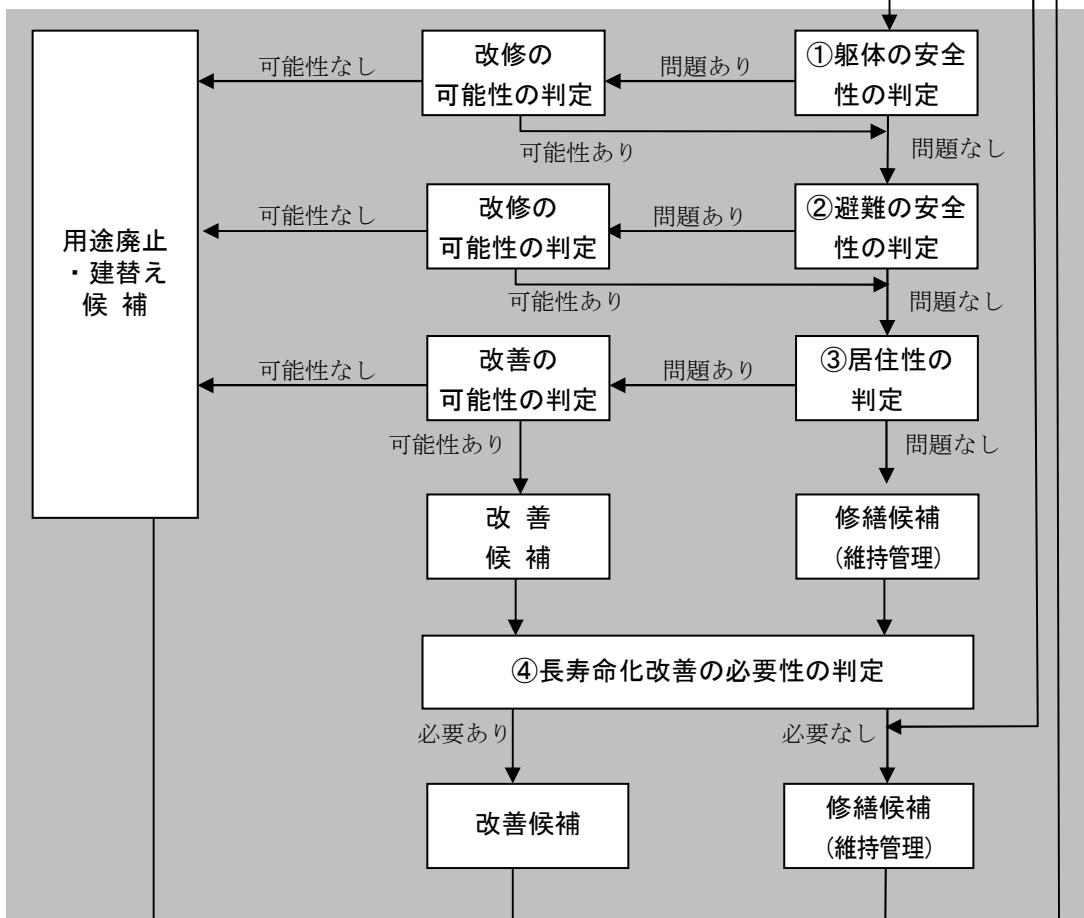 ①躯体の安全
性の判定
問題あり
改修の
可能性の判定
可能性なし
可能性あり
問題なし
②避難の安全
性の判定
問題あり
改修の
可能性の判定
可能性なし
用途廃止
・建替え
候 補
可能性あり
問題なし
③居住性の
判定
問題あり
改善の
可能性の判定
可能性なし
可能性あり
問題なし
改 善
候 補
修繕候補
(維持管理)
④長寿命化改善の必要性の判定
必要あり
必要なし
改善候補
修繕候補
(維持管理)